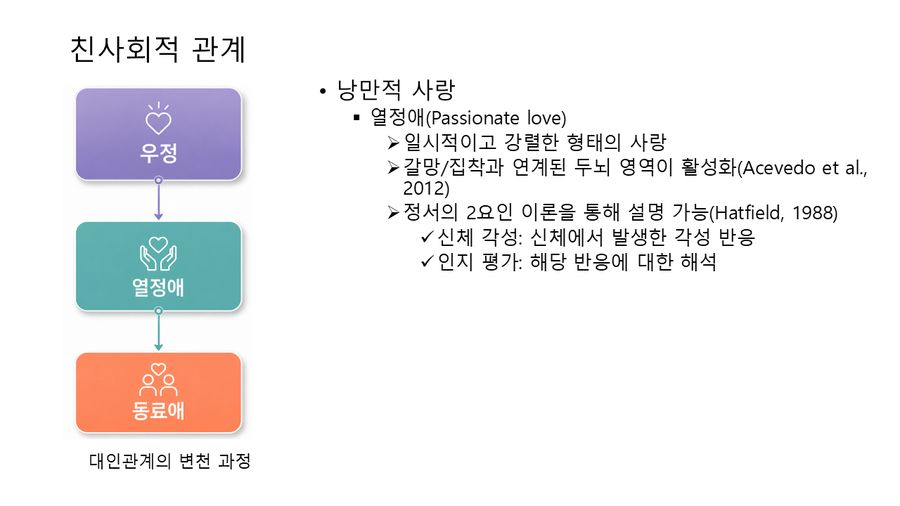 친사회적 관계
우정
열정애
동료애
대인관계의 변천 과정
• 낭만적 사랑
▪ 열정애(Passionate love)
➢일시적이고 강렬한 형태의 사랑
➢갈망/집착과 연계된 두뇌 영역이 활성화(Acevedo et al.,
2012)
➢정서의 2요인 이론을 통해 설명 가능(Hatfield, 1988)
✓신체 각성: 신체에서 발생한 각성 반응
✓인지 평가: 해당 반응에 대한 해석